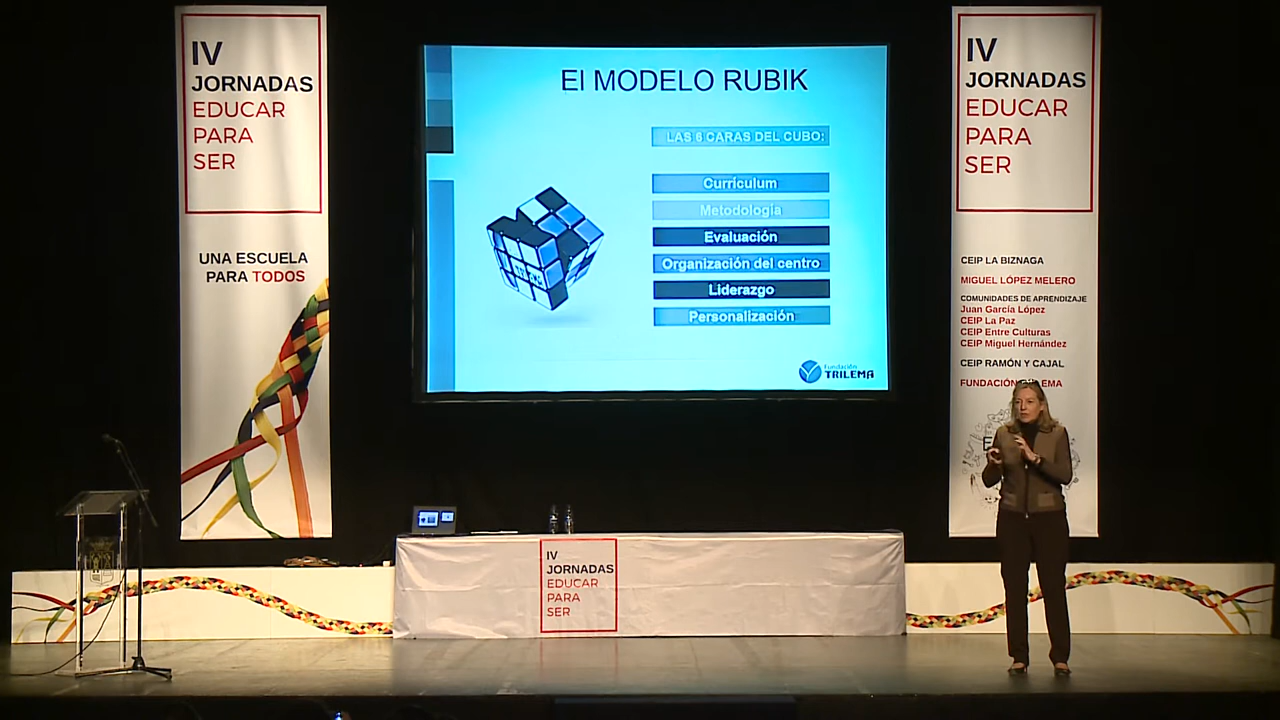 IV
JORNADAS
EDUCAR
PARA
SER
UNA ESCUELA
PARA TODOS
El MODELO RUBIK
LAS 6 CARAS DEL CUBO:
Currículum
Metodología
Evaluación
Organización del centro
Liderazgo
Personalización
Fundación
TRILEMA
IV
JORNADAS
EDUCAR
PARA
SER
CEIP LA BIZNAGA
MIGUEL LÓPEZ MELERO
COMUNIDADES DE APRENDIZAJE
Juan García López
CEIP La Paz
CEIP Entre Culturas
CEIP Miguel Hernández
CEIP RAMÓN Y CAJAL
FUNDACIÓN
IV
JORNADAS
EDUCAR
PARA
SER